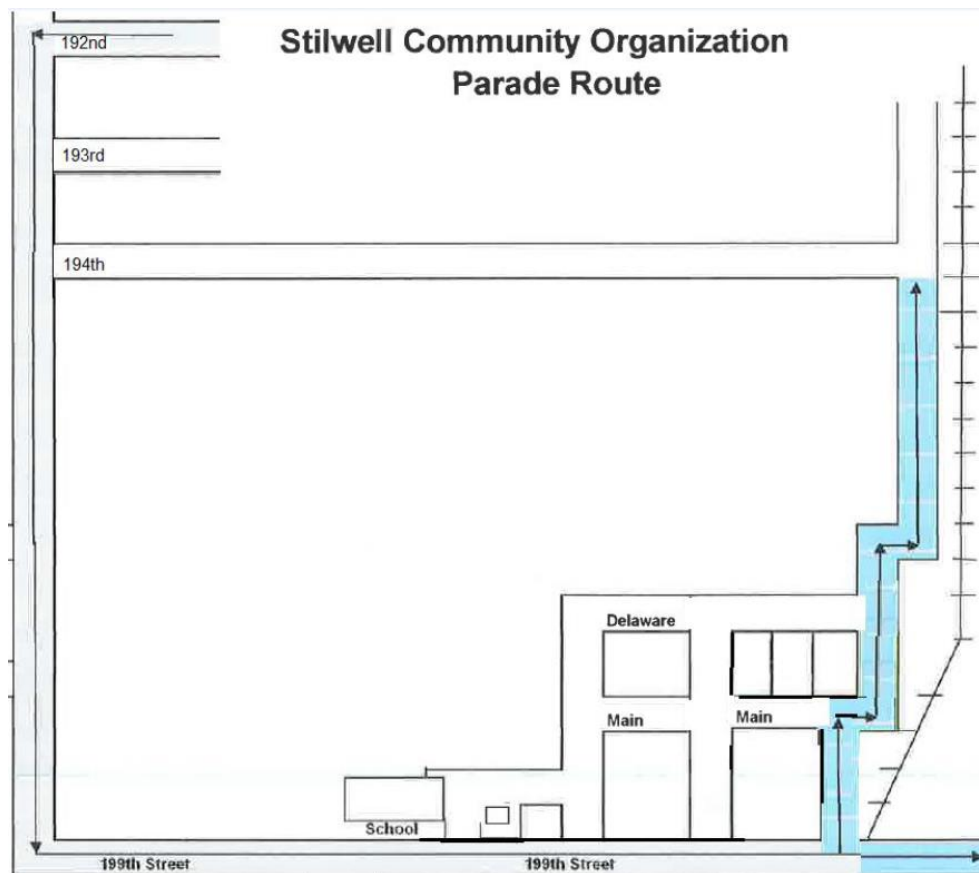 Stilwell Community Organization
Parade Route
192nd
193rd
194th
Delaware
Main
Main
School
199th Street
199th Street